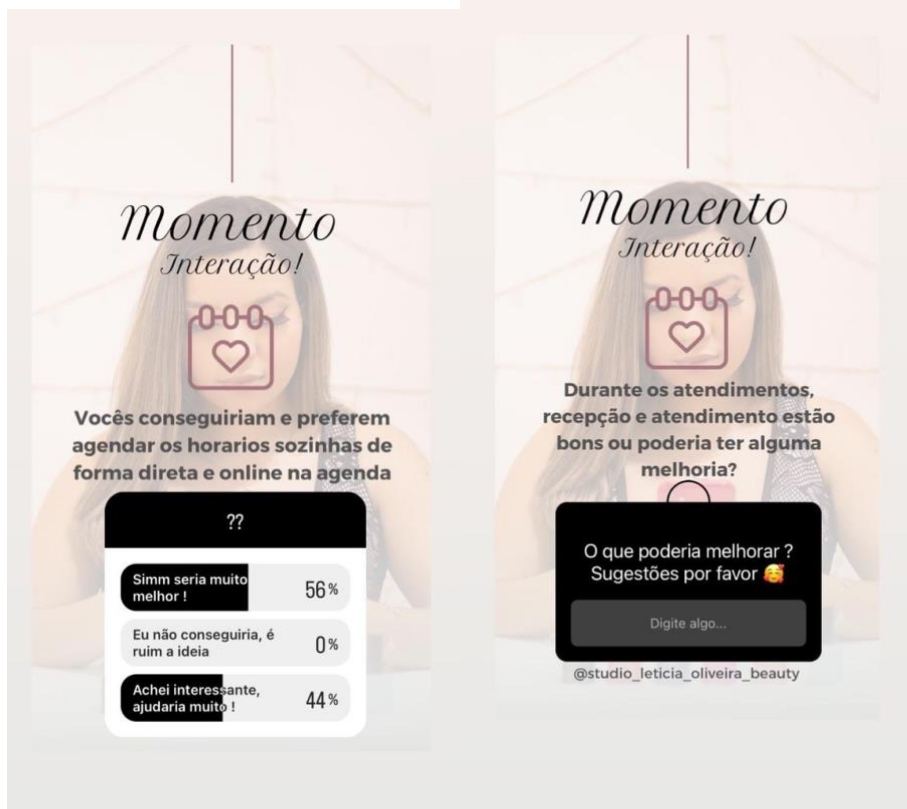 Momento
Interação!
Vocês conseguiriam e preferem
agendar os horarios sozinhas de
forma direta e online na agenda
??
Simm seria muito
melhor !
56%
Eu não conseguiria, é
ruim a ideia
0%
Achei interessante,
ajudaria muito !
44%
Momento
Interação!
Durante os atendimentos,
recepção e atendimento estão
bons ou poderia ter alguma
melhoria?
O que poderia melhorar ?
Sugestões por favor 🥰
Digite algo...
@studio_leticia_oliveira_beauty